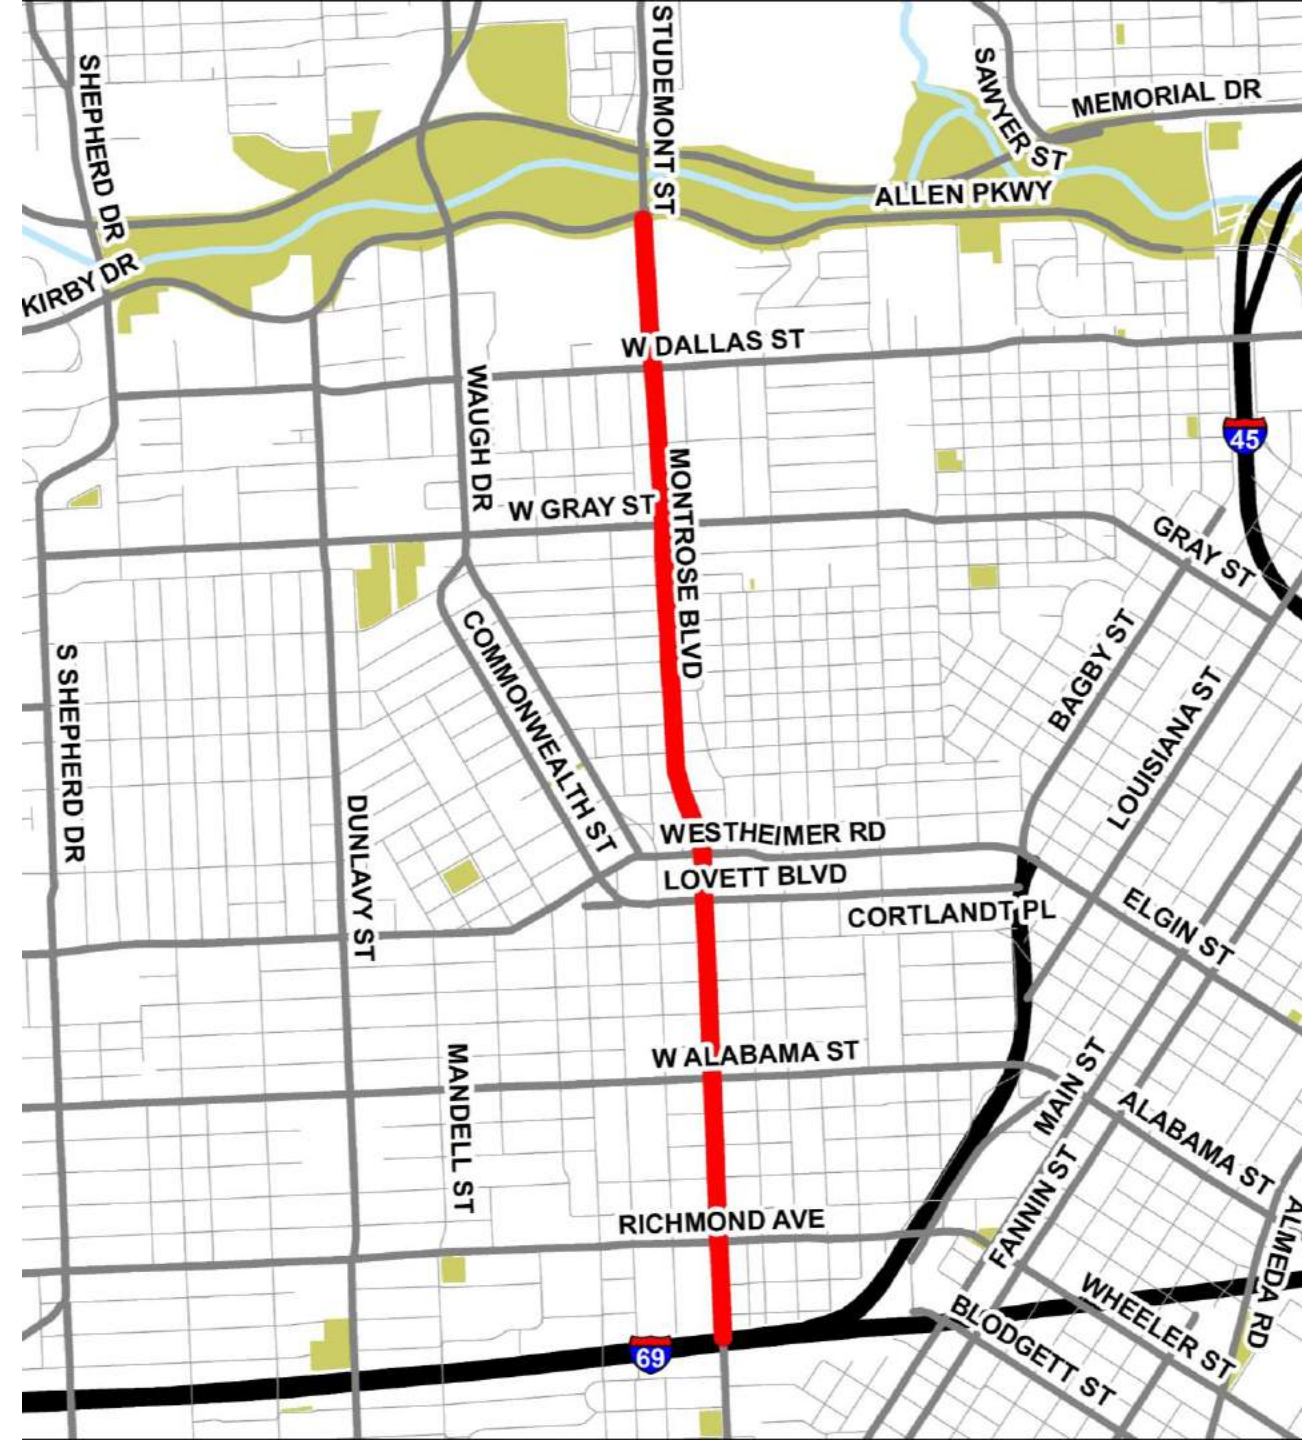 STUDEMONT ST
SHEPHERD DR
SAWYER ST
MEMORIAL DR
ALLEN PKWY
KIRBY DR
W DALLAS ST
WAUGH DR
45
MONTROSE BLVD
W GRAY ST
GRAY ST
COMMONWEALTH ST
BAGBY ST
S SHEPHERD DR
LOUISIANA ST
DUNLAVY ST
WESTHEIMER RD
LOVETT BLVD
CORTLANDT PL
ELGIN ST
W ALABAMA ST
MANDELL ST
MAIN ST
ALABAMA ST
FANNIN ST
RICHMOND AVE
ALMEDA RD
WHEELER ST
BLODGETT ST
69